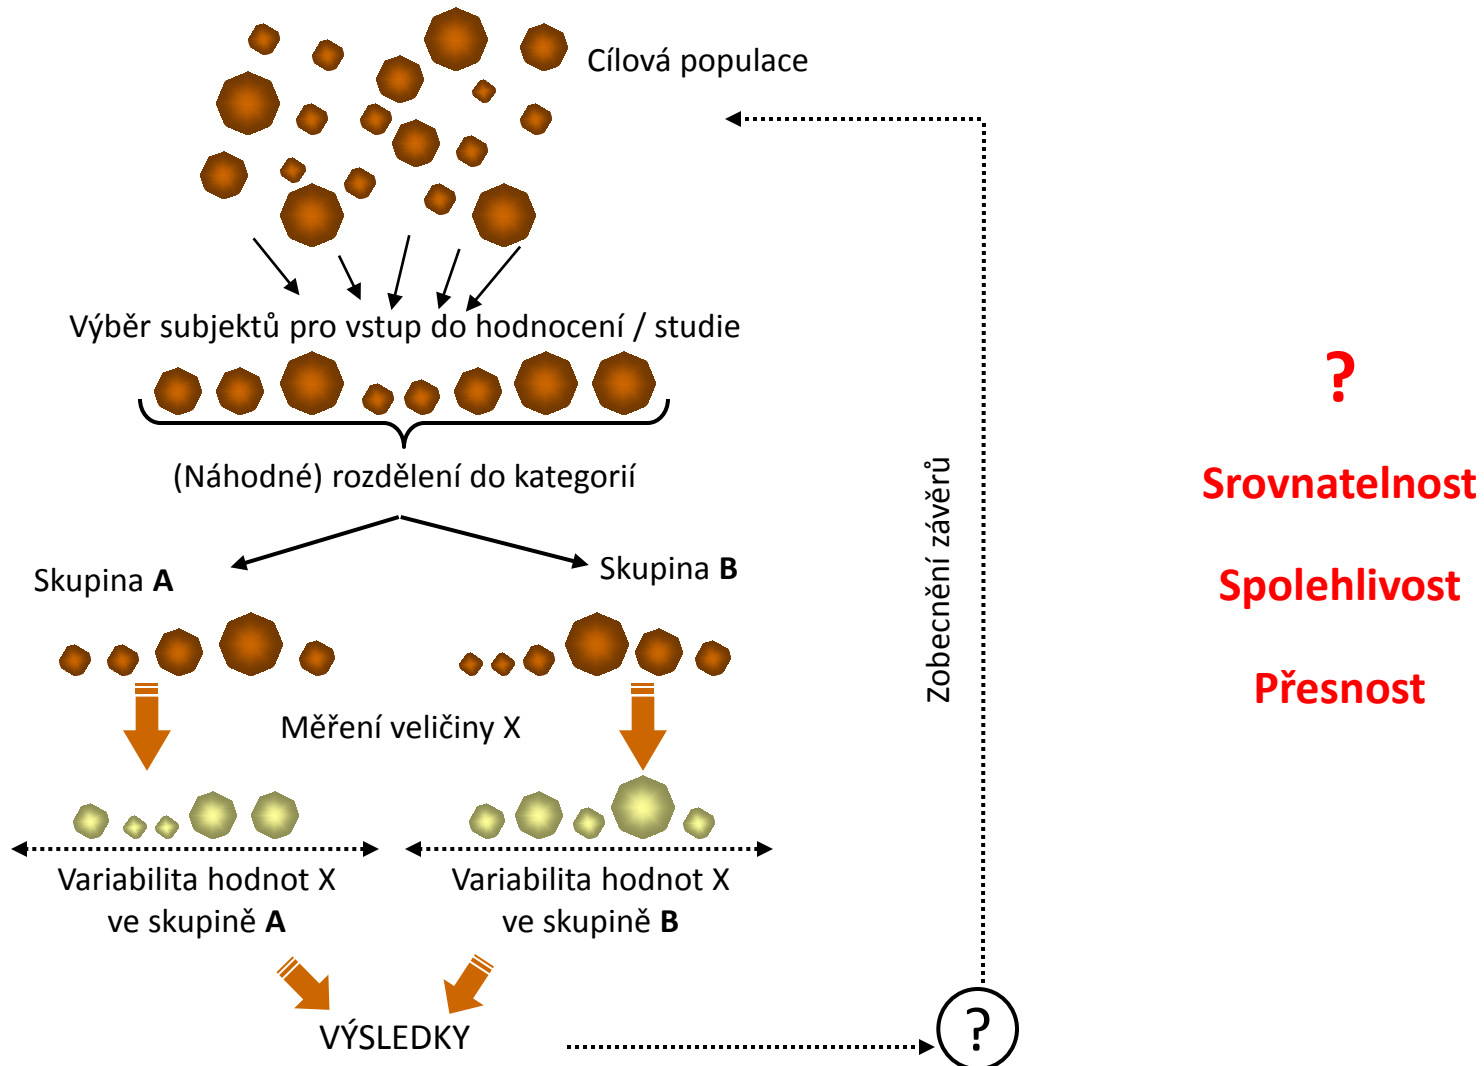 Cílová populace
Výběr subjektů pro vstup do hodnocení / studie
(Náhodné) rozdělení do kategorií
Skupina A
Skupina B
Měření veličiny X
Variabilita hodnot X
ve skupině A
Variabilita hodnot X
ve skupině B
VÝSLEDKY
?
Zobecnění závěrů
?
Srovnatelnost
Spolehlivost
Přesnost